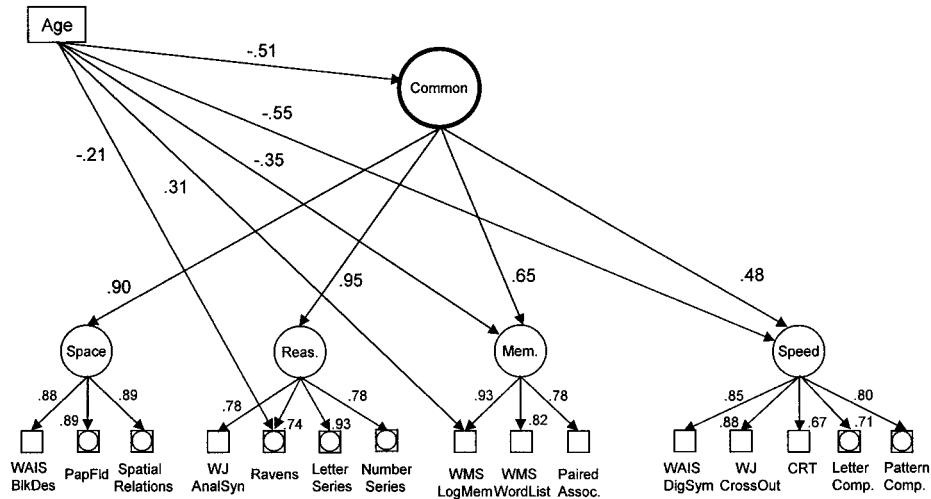 Age
-.51
Common
-.55
-.21
-.35
.31
.90
.95
.65
.48
Space
Reas.
Mem.
Speed
.88
.89
.89
.78
.74
.93
.78
.93
.82
.78
.85
.88
.67
.71
.80
WAIS
BlkDes
PapFld
Spatial
Relations
WJ
AnalSyn
Ravens
Letter
Series
Number
Series
WMS
LogMem
WMS
WordList
Paired
Assoc.
WAIS
DigSym
WJ
CrossOut
CRT
Letter
Comp.
Pattern
Comp.